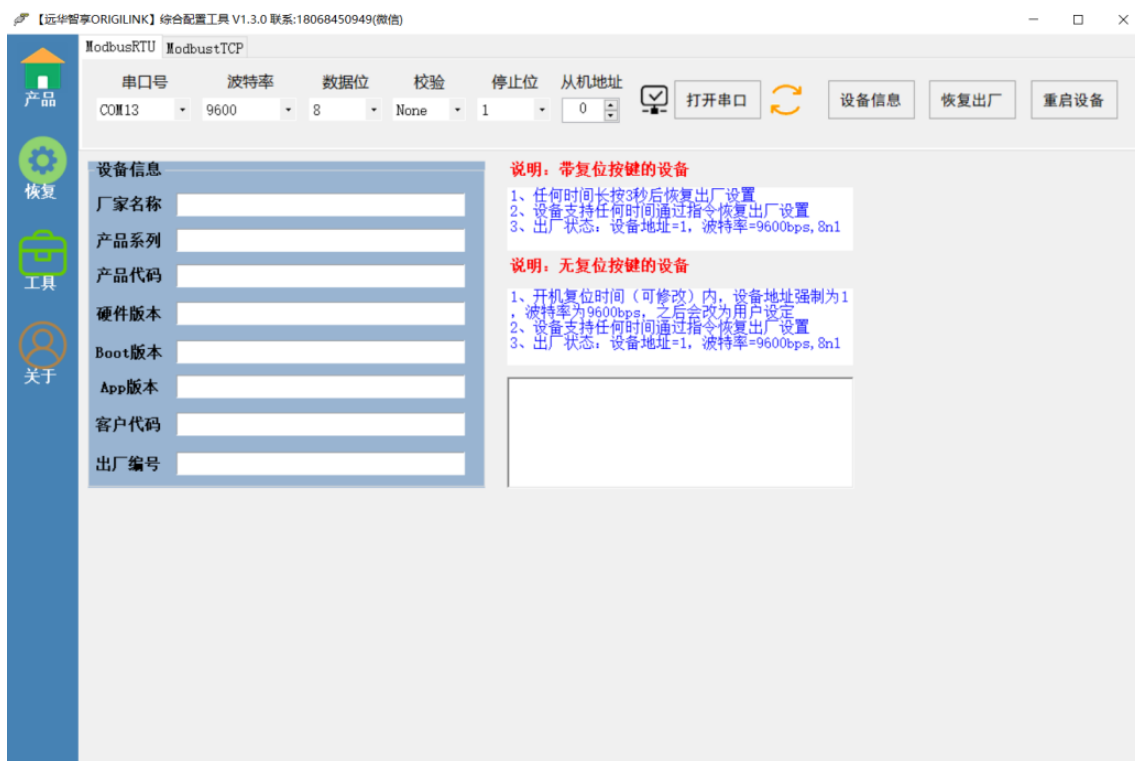 【远华智享ORIGILINK】综合配置工具 V1.3.0 联系:18068450949(微信)
ModbusRTU ModbustTCP
产品
恢复
工具
关于
串口号 波特率 数据位 校验 停止位 从机地址
COM13 9600 8 None 1 0 打开串口 设备信息 恢复出厂 重启设备
设备信息
厂家名称
产品系列
产品代码
硬件版本
Boot版本
App版本
客户代码
出厂编号
说明：带复位按键的设备
1、任何时间长按3秒后恢复出厂设置
2、设备支持任何时间通过指令恢复出厂设置
3、出厂状态：设备地址=1，波特率=9600bps,8n1
说明：无复位按键的设备
1、开机复位时间（可修改）内，设备地址强制为1
，波特率为9600bps，之后会改为用户设定
2、设备支持任何时间通过指令恢复出厂设置
3、出厂状态：设备地址=1，波特率=9600bps,8n1